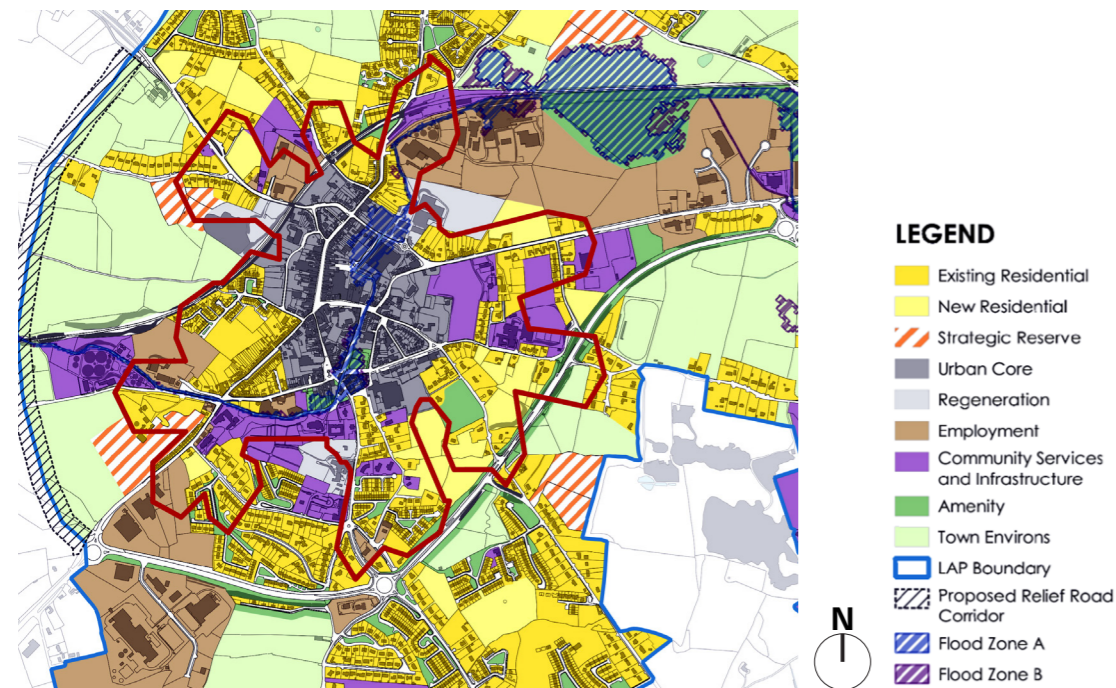 LEGEND
Existing Residential
New Residential
Strategic Reserve
Urban Core
Regeneration
Employment
Community Services
and Infrastructure
Amenity
Town Environs
LAP Boundary
Proposed Relief Road
Corridor
Flood Zone A
Flood Zone B
N